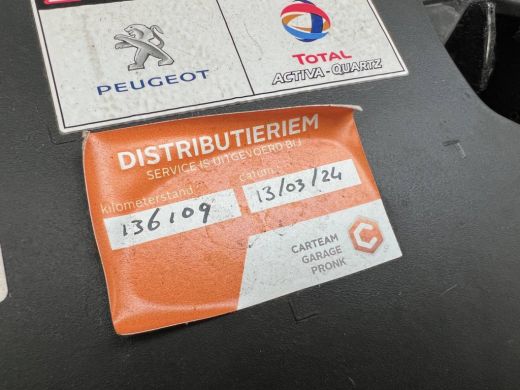 PEUGEOT
TOTAL
ACTIVA-QUARTZ
DISTRIBUTIERIEM
SERVICE IS UITGEVOERD BIJ
kilometerstand
datum
136109
13/03/24
CARTEAM
GARAGE
PRONK